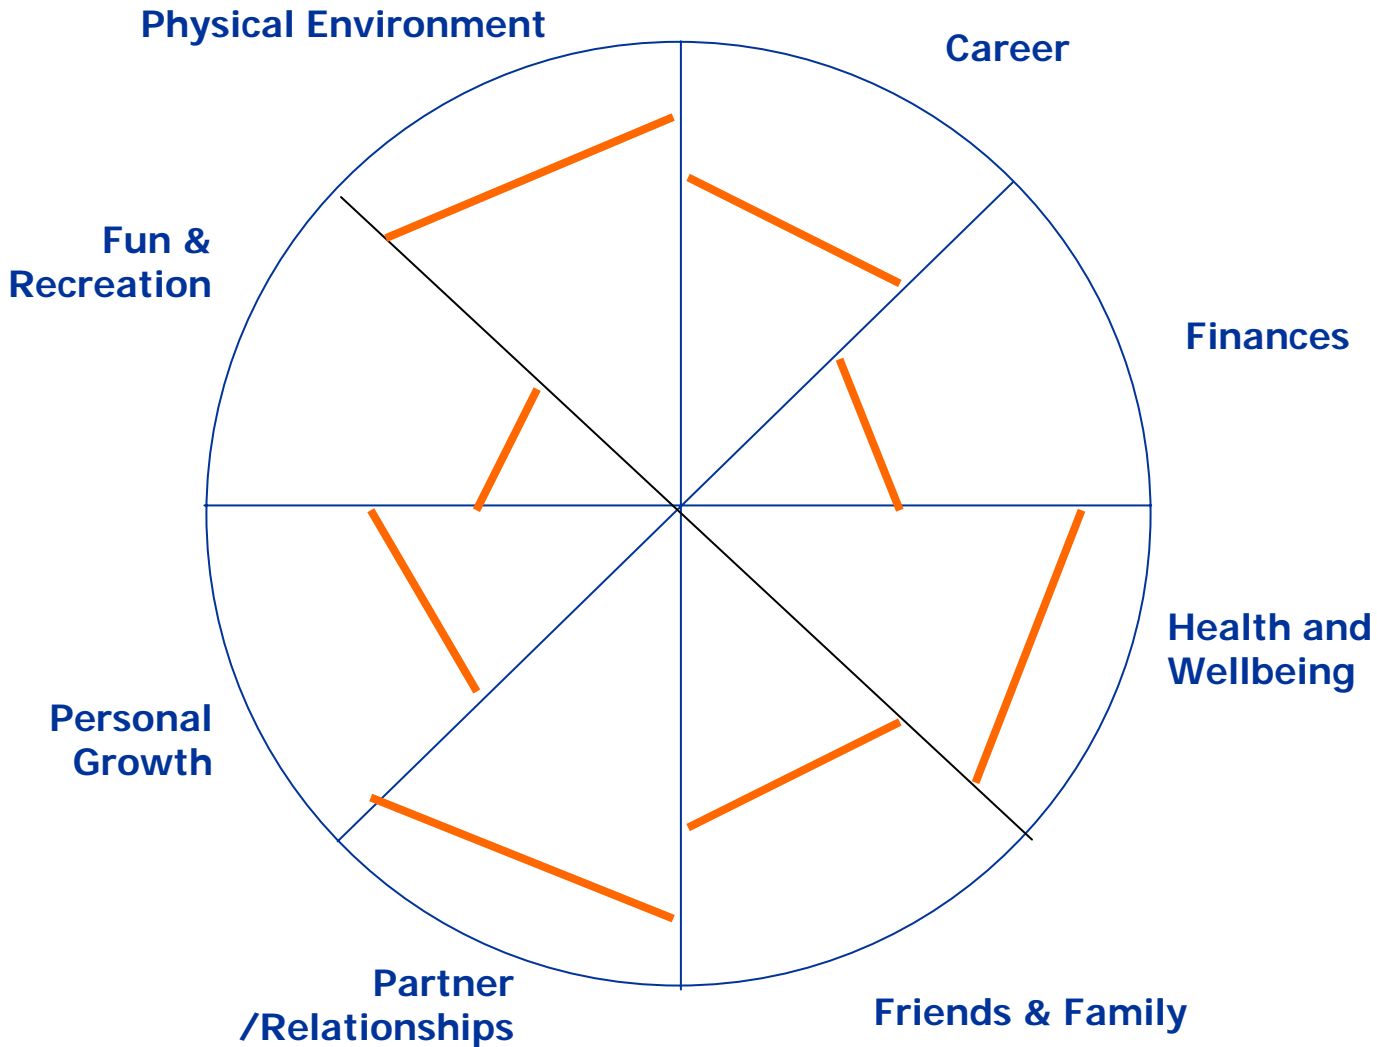 Physical Environment
Career
Fun &
Recreation
Finances
Health and
Wellbeing
Personal
Growth
Partner
/Relationships
Friends & Family